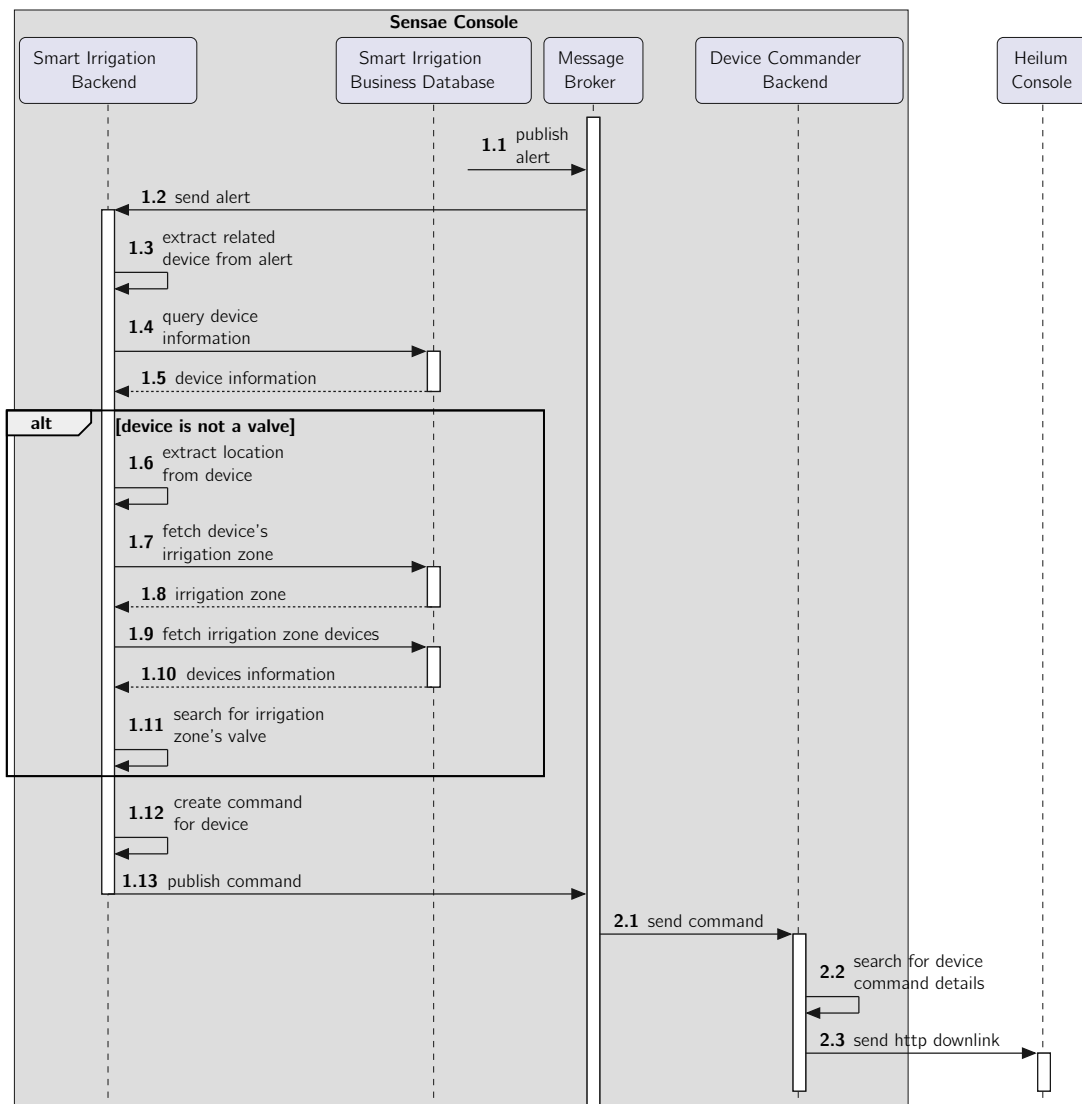 Sensae Console
Smart Irrigation
Backend
Smart Irrigation
Business Database
Message
Broker
Device Commander
Backend
Heilum
Console
1.1 publish
alert
1.2 send alert
1.3 extract related
device from alert
1.4 query device
information
1.5 device information
alt [device is not a valve]
1.6 extract location
from device
1.7 fetch device's
irrigation zone
1.8 irrigation zone
1.9 fetch irrigation zone devices
1.10 devices information
1.11 search for irrigation
zone's valve
1.12 create command
for device
1.13 publish command
2.1 send command
2.2 search for device
command details
2.3 send http downlink